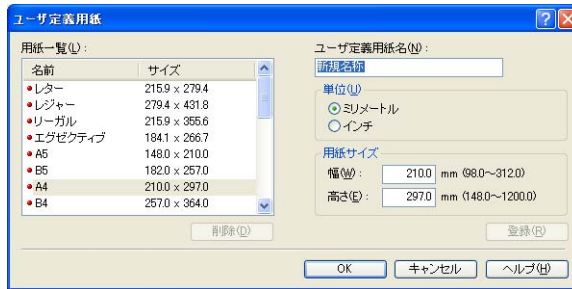 ユーザ定義用紙
用紙一覧(L):
名前 サイズ
レター 215.9 x 279.4
レジャー 279.4 x 431.8
リーガル 215.9 x 355.6
エグゼクティブ 184.1 x 266.7
A5 148.0 x 210.0
B5 182.0 x 257.0
A4 210.0 x 297.0
B4 257.0 x 364.0
削除(D)
ユーザ定義用紙名(N):
新規名称
単位(U)
ミリメートル
インチ
用紙サイズ
幅(W): 210.0 mm (98.0～312.0)
高さ(E): 297.0 mm (148.0～1200.0)
登録(R)
OK キャンセル ヘルプ(H)